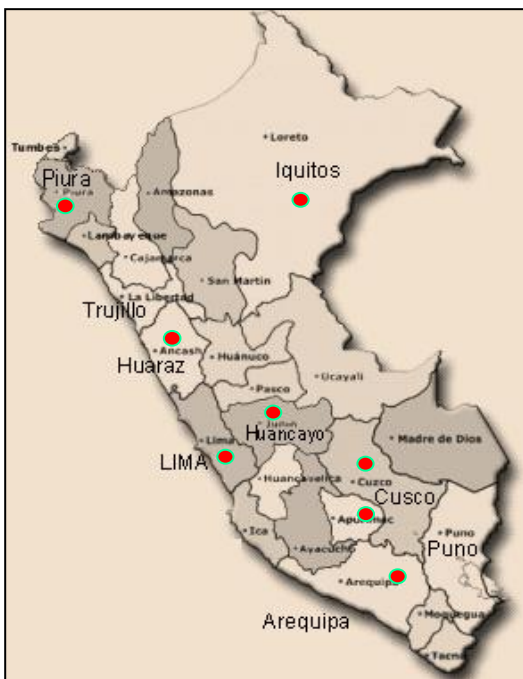 Loreto
Tumbes
Iquitos
Piura
Piura
Amazonas
Lambayeque
Cajamarca
San Martin
La Libertad
Trujillo
Ancash
Huánuco
Huaraz
Ucayali
Pasco
Junin
Huancayo
Lima
Madre de Dios
LIMA
Huancavelica
Cuzco
Cusco
Apurimac
Ica
Puno
Puno
Ayacucho
Arequipa
Moquegua
Arequipa
Tacna